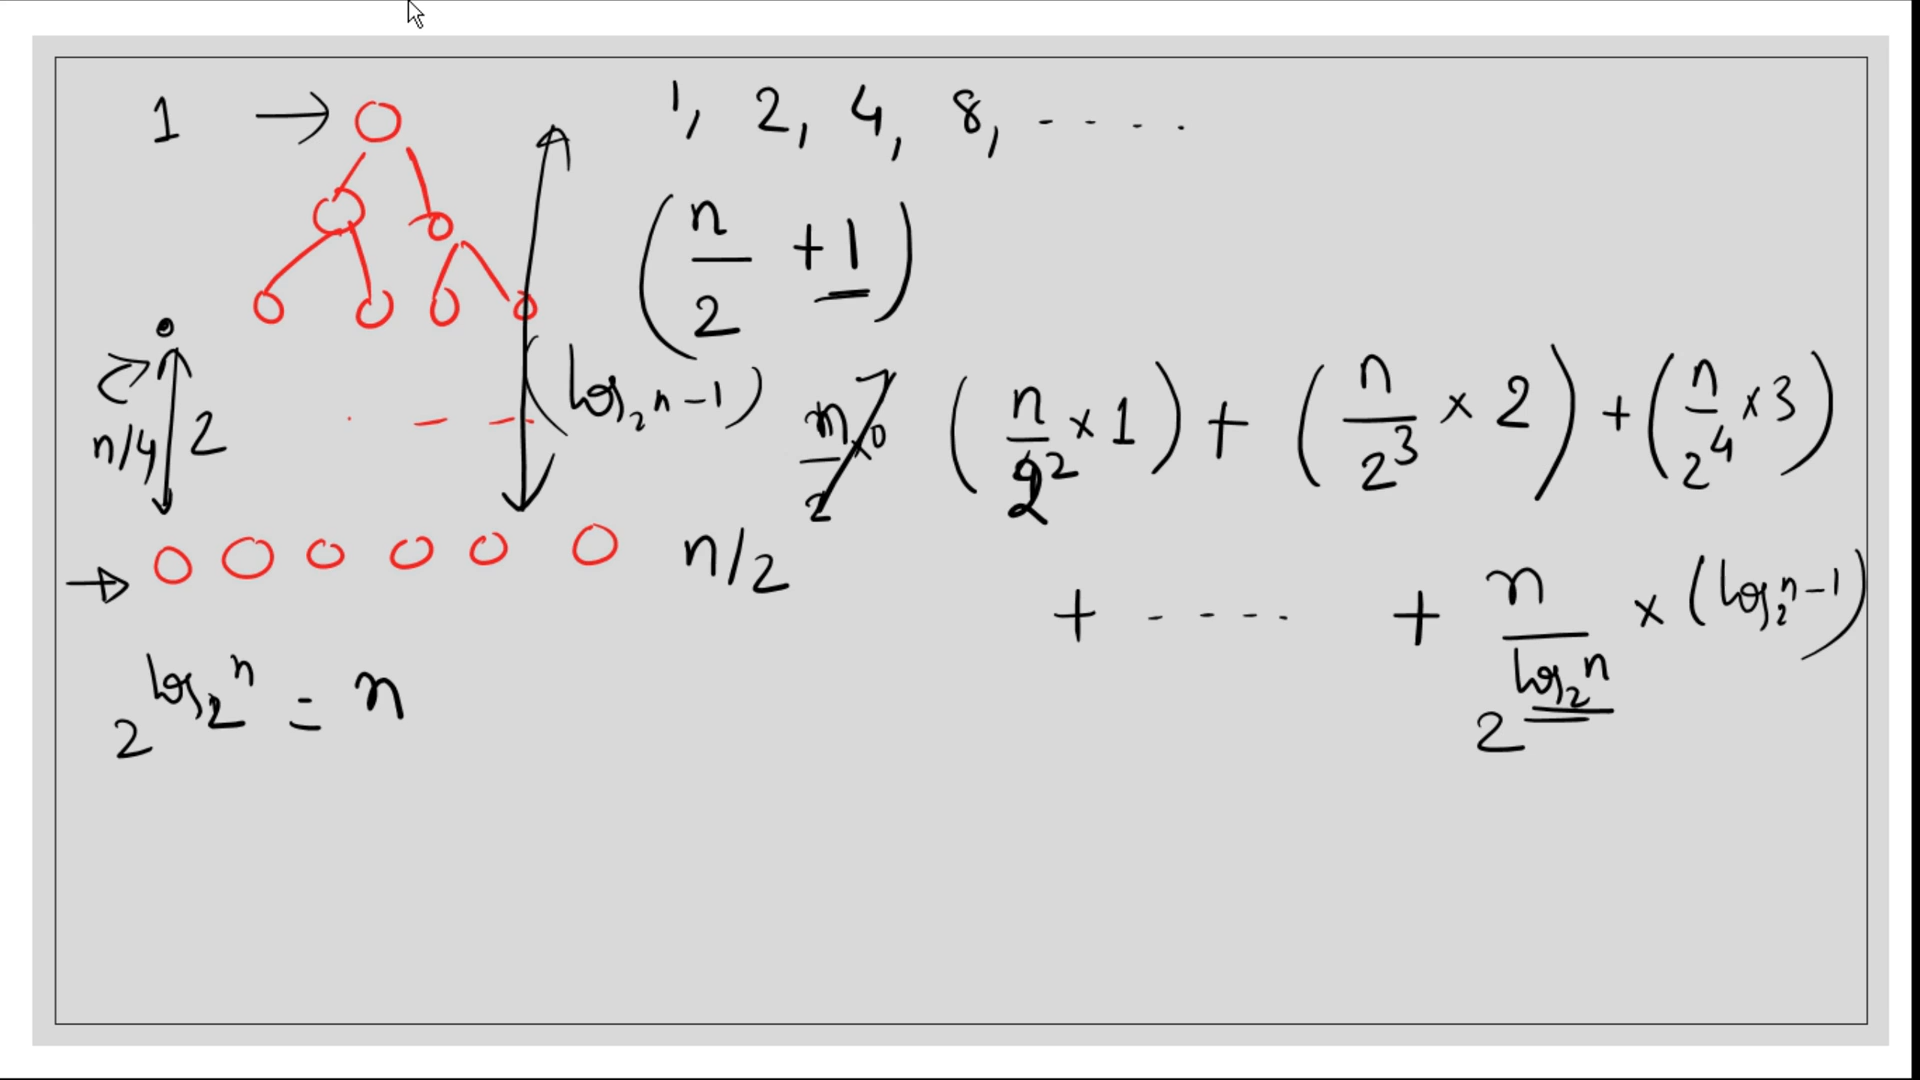 1 → 1, 2, 4, 8, - - - .
(n/2 + 1)
n/4 2 (log₂n-1) n/2 x0 (n/2² x 1) + (n/2³ x 2) + (n/2⁴ x 3)
→ n/2
+ - - - - + n/2^(log₂n) x (log₂n-1)
2^(log₂n) = n